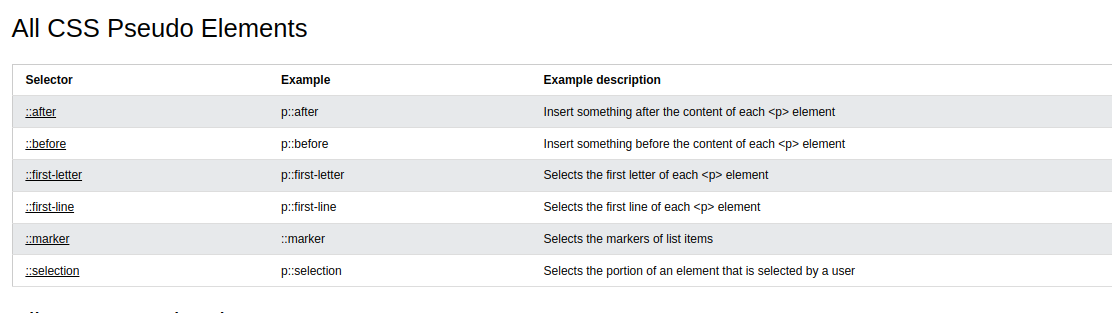 All CSS Pseudo Elements
Selector Example Example description
::after p::after Insert something after the content of each <p> element
::before p::before Insert something before the content of each <p> element
::first-letter p::first-letter Selects the first letter of each <p> element
::first-line p::first-line Selects the first line of each <p> element
::marker ::marker Selects the markers of list items
::selection p::selection Selects the portion of an element that is selected by a user